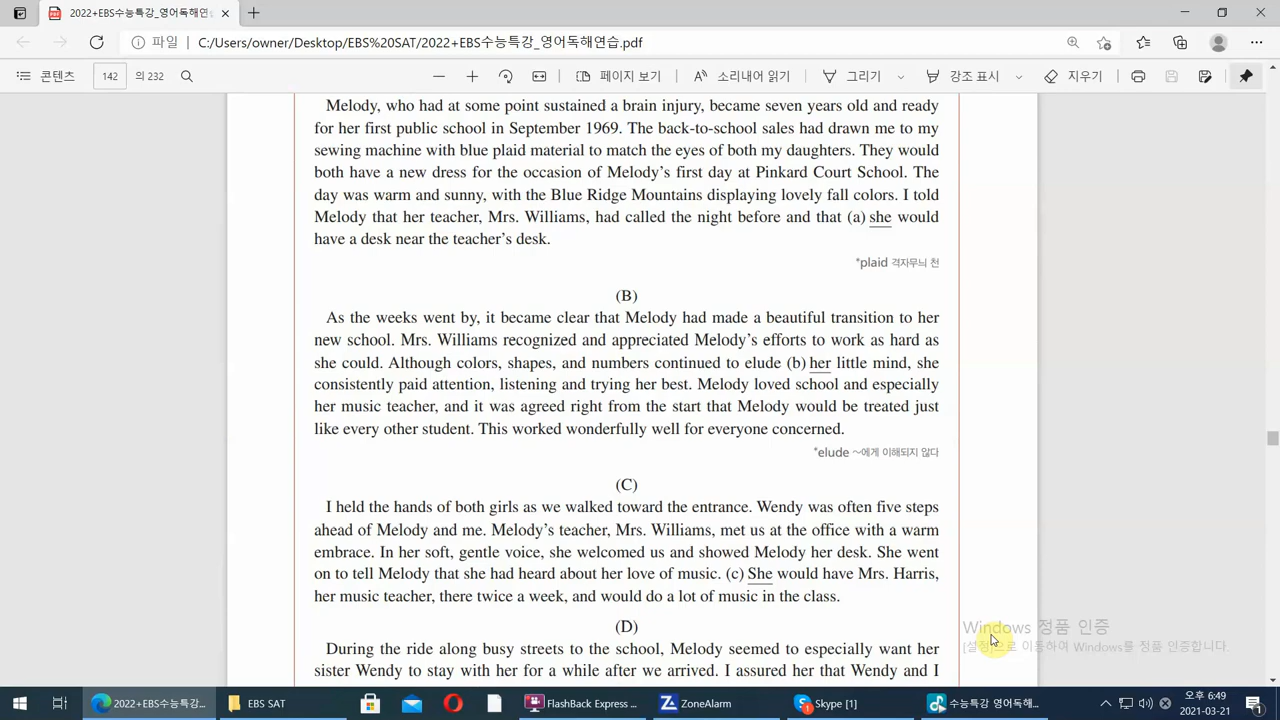 2022+EBS수능특강_영어독해연습
파일 C:/Users/owner/Desktop/EBS%20SAT/2022+EBS수능특강_영어독해연습.pdf
콘텐츠 142 의 232 페이지 보기 소리내어 읽기 그리기 강조 표시 지우기
Melody, who had at some point sustained a brain injury, became seven years old and ready
for her first public school in September 1969. The back-to-school sales had drawn me to my
sewing machine with blue plaid material to match the eyes of both my daughters. They would
both have a new dress for the occasion of Melody's first day at Pinkard Court School. The
day was warm and sunny, with the Blue Ridge Mountains displaying lovely fall colors. I told
Melody that her teacher, Mrs. Williams, had called the night before and that (a) she would
have a desk near the teacher's desk.
*plaid 격자무늬 천
(B)
As the weeks went by, it became clear that Melody had made a beautiful transition to her
new school. Mrs. Williams recognized and appreciated Melody's efforts to work as hard as
she could. Although colors, shapes, and numbers continued to elude (b) her little mind, she
consistently paid attention, listening and trying her best. Melody loved school and especially
her music teacher, and it was agreed right from the start that Melody would be treated just
like every other student. This worked wonderfully well for everyone concerned.
*elude ～에게 이해되지 않다
(C)
I held the hands of both girls as we walked toward the entrance. Wendy was often five steps
ahead of Melody and me. Melody's teacher, Mrs. Williams, met us at the office with a warm
embrace. In her soft, gentle voice, she welcomed us and showed Melody her desk. She went
on to tell Melody that she had heard about her love of music. (c) She would have Mrs. Harris,
her music teacher, there twice a week, and would do a lot of music in the class.
Windows 정품 인증
(D)
[설정]으로 이동하여 Windows를 정품 인증합니다.
During the ride along busy streets to the school, Melody seemed to especially want her
sister Wendy to stay with her for a while after we arrived. I assured her that Wendy and I
2022+EBS수능특강_ EBS SAT FlashBack Express ... ZoneAlarm Skype [1] 수능특강 영어독해... 오후 6:49
2021-03-21